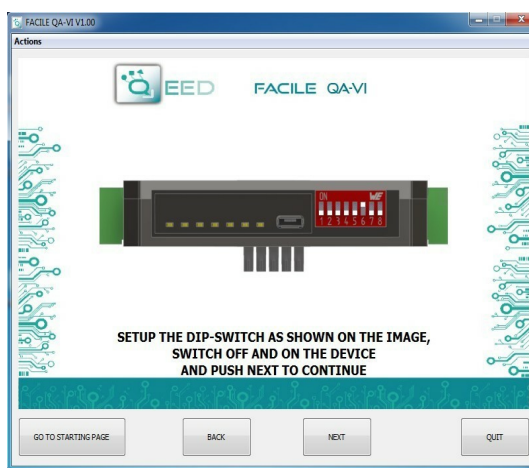 FACILE QA-VI V1.00
Actions
QEED FACILE QA-VI
ON
1 2 3 4 5 6 7 8
SETUP THE DIP-SWITCH AS SHOWN ON THE IMAGE,
SWITCH OFF AND ON THE DEVICE
AND PUSH NEXT TO CONTINUE
GO TO STARTING PAGE BACK NEXT QUIT